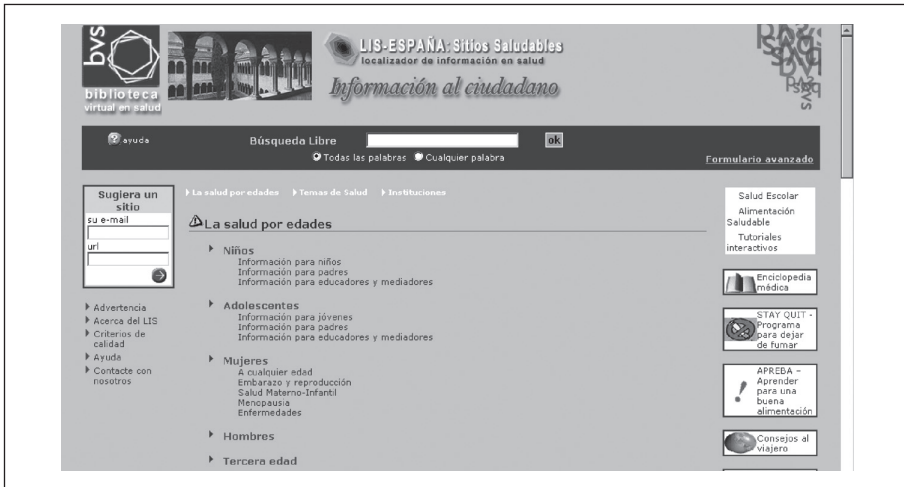 bvs
biblioteca
virtual en salud
LIS-ESPAÑA: Sitios Saludables
localizador de información en salud
Información al ciudadano
ayuda
Búsqueda Libre
ok
Todas las palabras
Cualquier palabra
Formulario avanzado
Sugiera un
sitio
su e-mail
url
Advertencia
Acerca del LIS
Criterios de
calidad
Ayuda
Contacte con
nosotros
La salud por edades
Temas de Salud
Instituciones
La salud por edades
Niños
Información para niños
Información para padres
Información para educadores y mediadores
Adolescentes
Información para jóvenes
Información para padres
Información para educadores y mediadores
Mujeres
A cualquier edad
Embarazo y reproducción
Salud Materno-Infantil
Menopausia
Enfermedades
Hombres
Tercera edad
Salud Escolar
Alimentación
Saludable
Tutoriales
interactivos
Enciclopedia
médica
STAY QUIT -
Programa
para dejar
de fumar
APREBA -
Aprender
para una
buena
alimentación
Consejos al
viajero